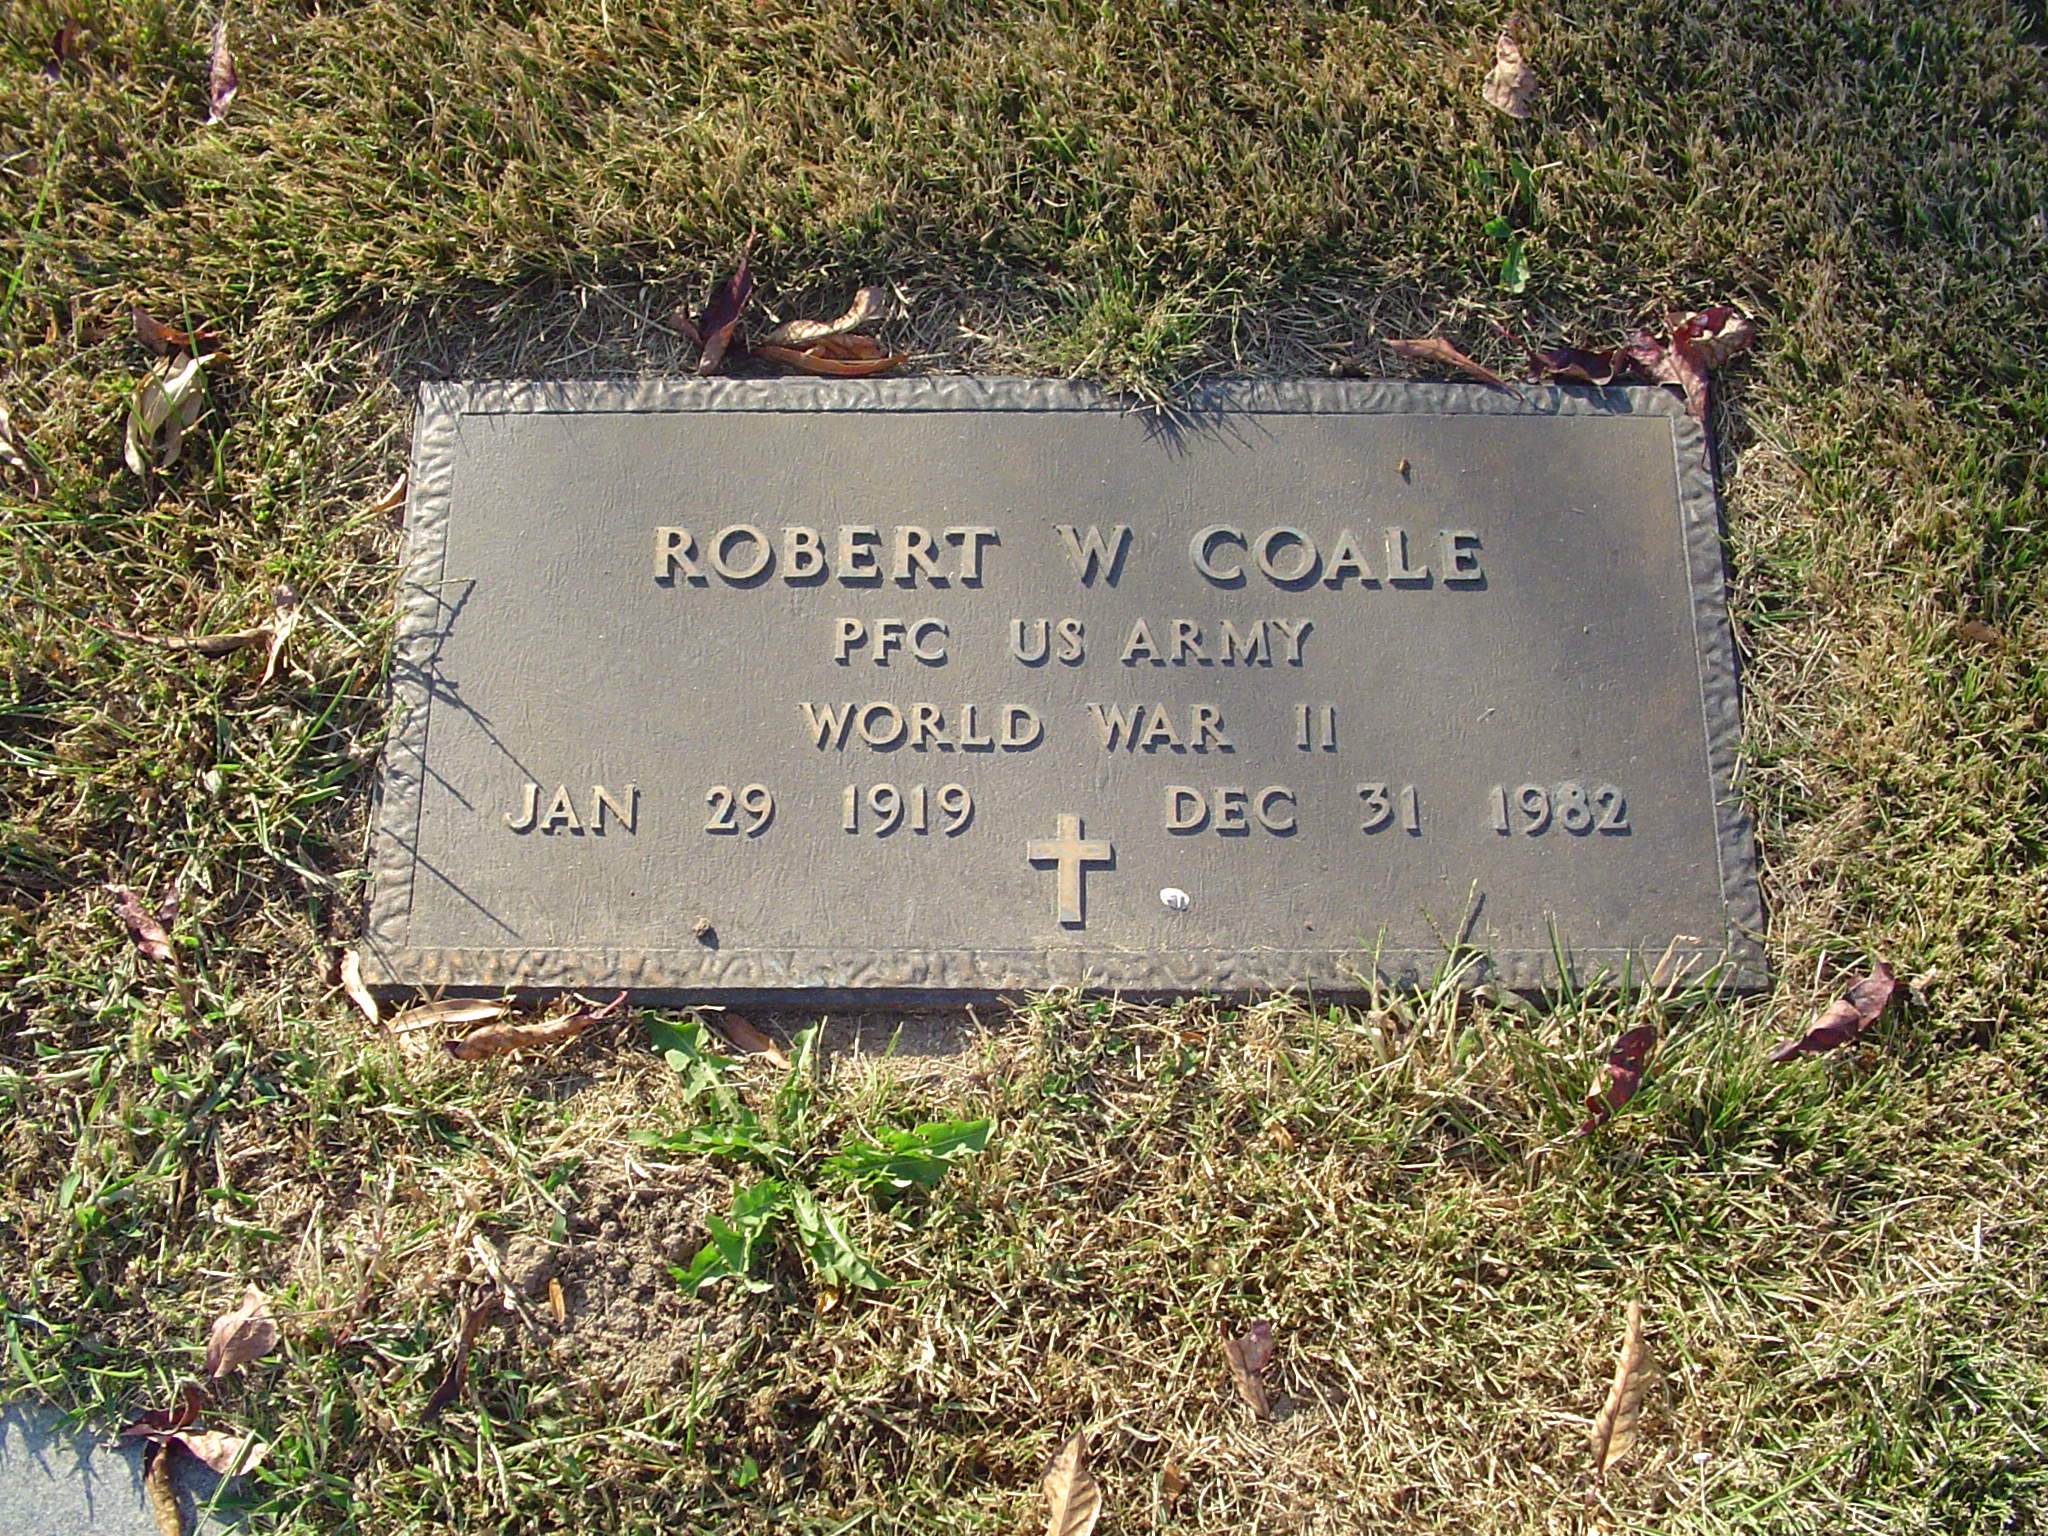 ROBERT W COALE
PFC US ARMY
WORLD WAR II
JAN 29 1919 DEC 31 1982